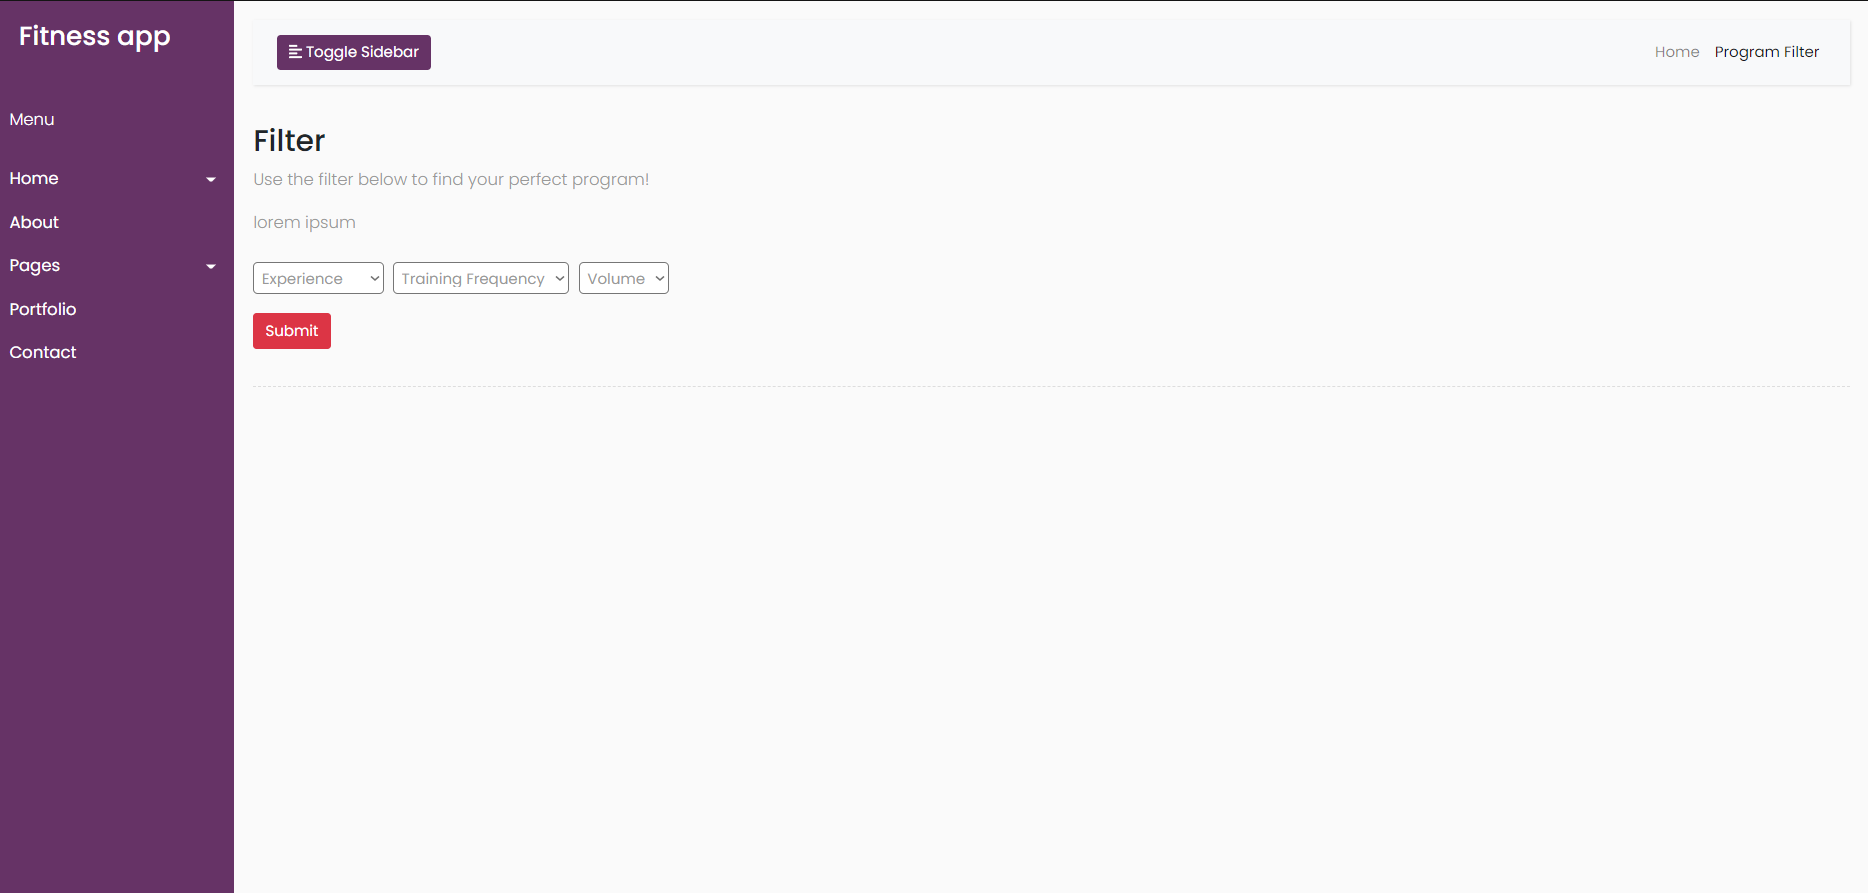 Fitness app
Menu
Home
About
Pages
Portfolio
Contact
Toggle Sidebar
Home Program Filter
Filter
Use the filter below to find your perfect program!
lorem ipsum
Experience Training Frequency Volume
Submit